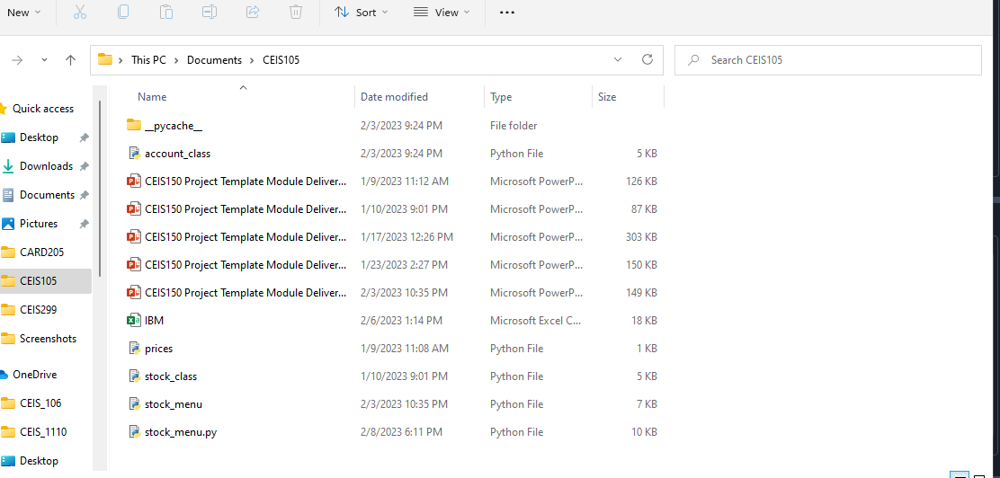 New Sort View ...
This PC Documents CEIS105 Search CEIS105
Name Date modified Type Size
Quick access
Desktop
Downloads
Documents
Pictures
CARD205
CEIS105
CEIS299
Screenshots
OneDrive
CEIS_106
CEIS_1110
Desktop
__pycache__ 2/3/2023 9:24 PM File folder
account_class 2/3/2023 9:24 PM Python File 5 KB
CEIS150 Project Template Module Deliver... 1/9/2023 11:12 AM Microsoft PowerP... 126 KB
CEIS150 Project Template Module Deliver... 1/10/2023 9:01 PM Microsoft PowerP... 87 KB
CEIS150 Project Template Module Deliver... 1/17/2023 12:26 PM Microsoft PowerP... 303 KB
CEIS150 Project Template Module Deliver... 1/23/2023 2:27 PM Microsoft PowerP... 150 KB
CEIS150 Project Template Module Deliver... 2/3/2023 10:35 PM Microsoft PowerP... 149 KB
IBM 2/6/2023 1:14 PM Microsoft Excel C... 18 KB
prices 1/9/2023 11:08 AM Python File 1 KB
stock_class 1/10/2023 9:01 PM Python File 5 KB
stock_menu 2/3/2023 10:35 PM Python File 7 KB
stock_menu.py 2/8/2023 6:11 PM Python File 10 KB